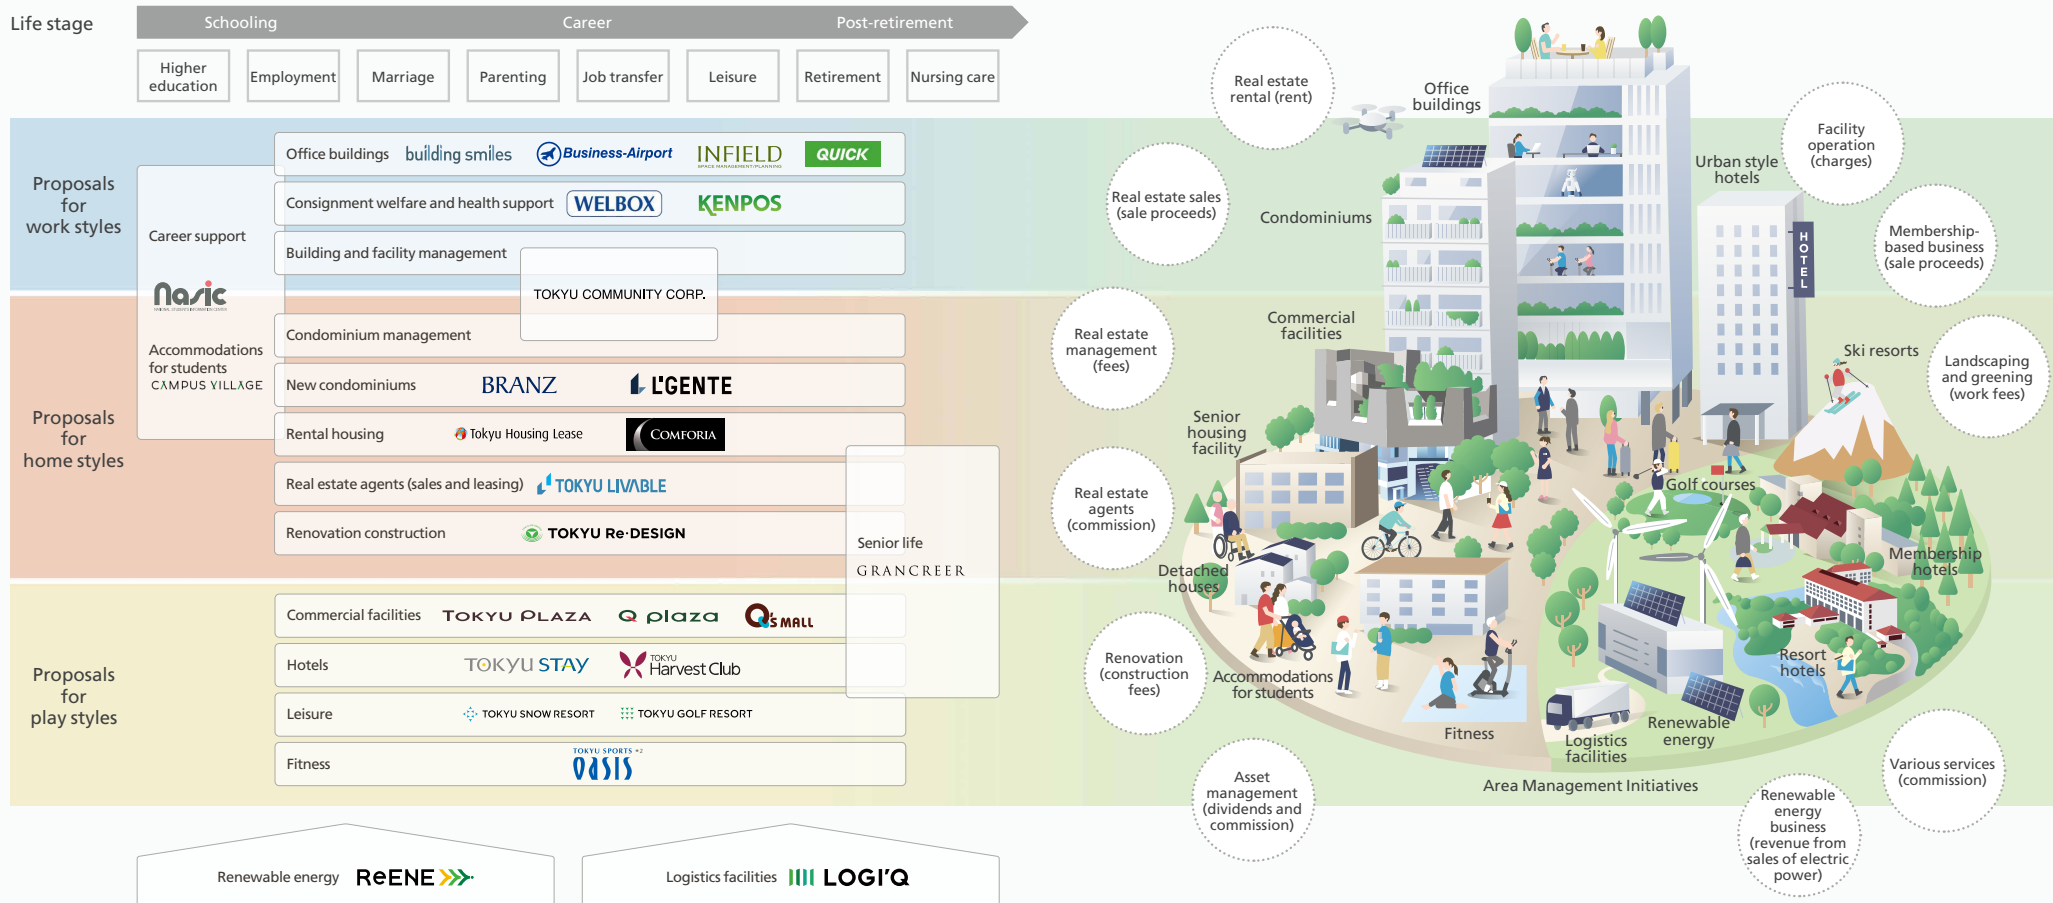 Life stage
Schooling
Career
Post-retirement
Higher
education
Employment
Marriage
Parenting
Job transfer
Leisure
Retirement
Nursing care
Proposals
for
work styles
Career support
Nasic
NATIONAL STUDENTS INFORMATION CENTER
Accommodations
for students
CAMPUS VILLAGE
Office buildings
building smiles
Business-Airport
INFIELD
SPACE MANAGEMENT/PLANNING
QUICK
Consignment welfare and health support
WELBOX
KENPOS
Building and facility management
TOKYU COMMUNITY CORP.
Proposals
for
home styles
Condominium management
New condominiums
BRANZ
L'GENTE
Rental housing
Tokyu Housing Lease
COMFORIA
Real estate agents (sales and leasing)
TOKYU LIVABLE
Renovation construction
TOKYU Re·DESIGN
Senior life
GRANCREER
Proposals
for
play styles
Commercial facilities
TOKYU PLAZA
Q plaza
Q'S MALL
Hotels
TOKYU STAY
TOKYU
Harvest Club
Leisure
TOKYU SNOW RESORT
TOKYU GOLF RESORT
Fitness
TOKYU SPORTS *2
OASIS
Renewable energy
ReENE
Logistics facilities
LOGI'Q
Real estate
rental (rent)
Office
buildings
Facility
operation
(charges)
Real estate sales
(sale proceeds)
Condominiums
Urban style
hotels
HOTEL
Membership-
based business
(sale proceeds)
Real estate
management
(fees)
Commercial
facilities
Ski resorts
Landscaping
and greening
(work fees)
Senior
housing
facility
Golf courses
Real estate
agents
(commission)
Detached
houses
Membership
hotels
Renovation
(construction
fees)
Accommodations
for students
Resort
hotels
Fitness
Logistics
facilities
Renewable
energy
Area Management Initiatives
Asset
management
(dividends and
commission)
Various services
(commission)
Renewable
energy
business
(revenue from
sales of electric
power)